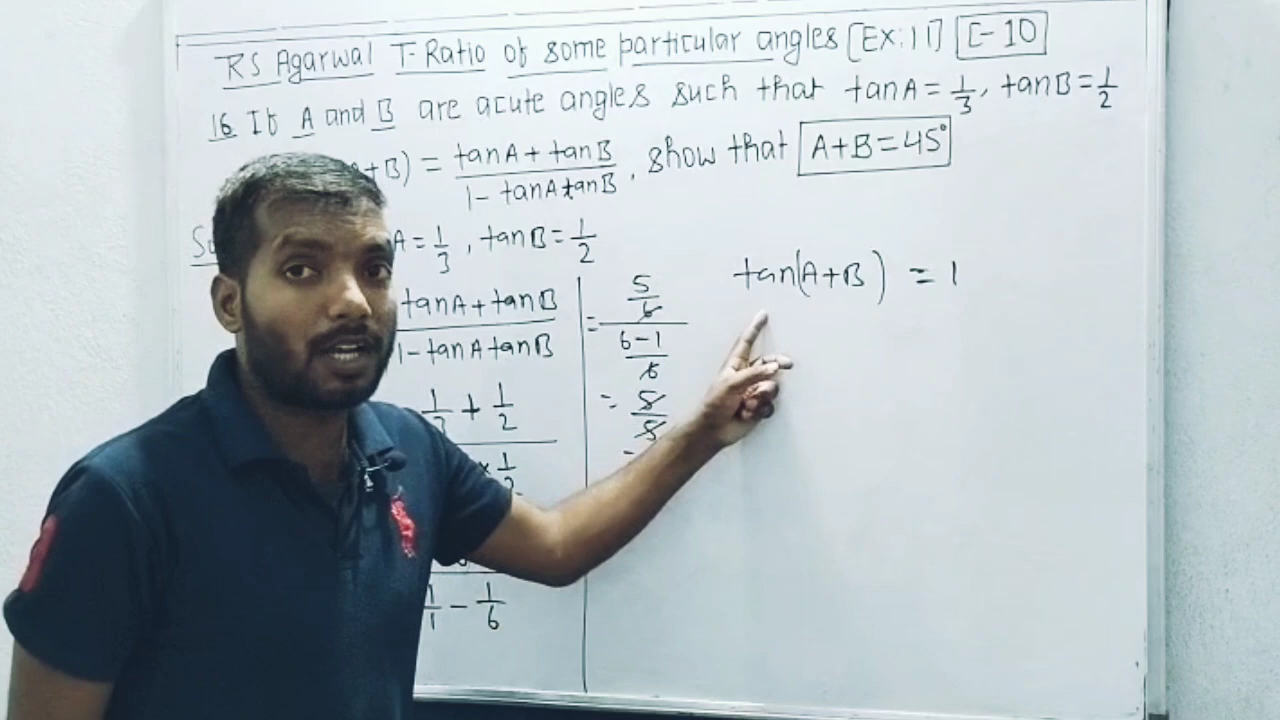 RS Agarwal T-Ratio of some particular angles [Ex:11] C-10
16. If A and B are acute angles such that tanA = 1/3, tanB = 1/2
+B) = tanA + tanB / 1 - tanA tanB, show that A+B=45°
A = 1/3, tanB = 1/2
tanA + tanB / 1 - tanA tanB
1/3 + 1/2
× 1/2
1/1 - 1/6
= 5/6 / 6-1/6
= 5/5
tan(A+B) = 1